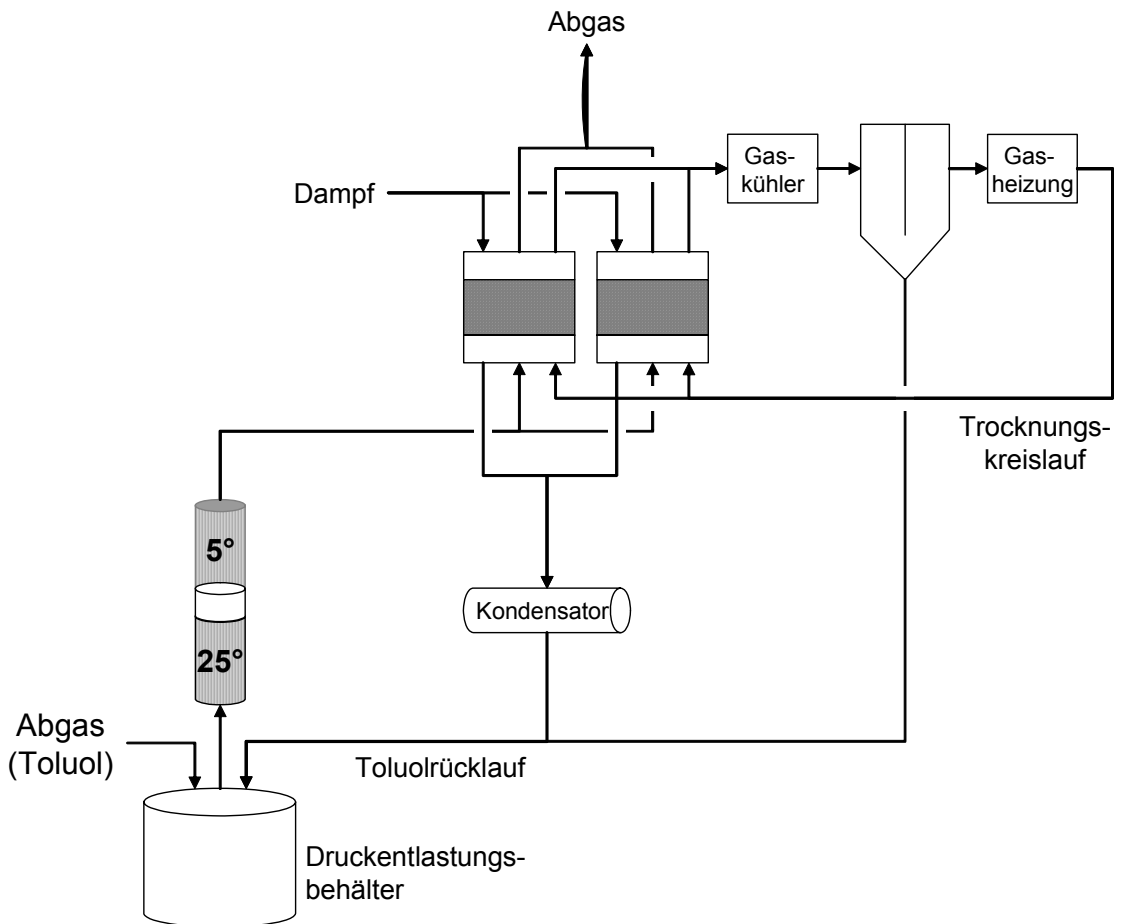 Abgas
Gas-
kühler
Gas-
heizung
Dampf
Trocknungs-
kreislauf
5°
25°
Kondensator
Abgas
(Toluol)
Toluolrücklauf
Druckentlastungs-
behälter